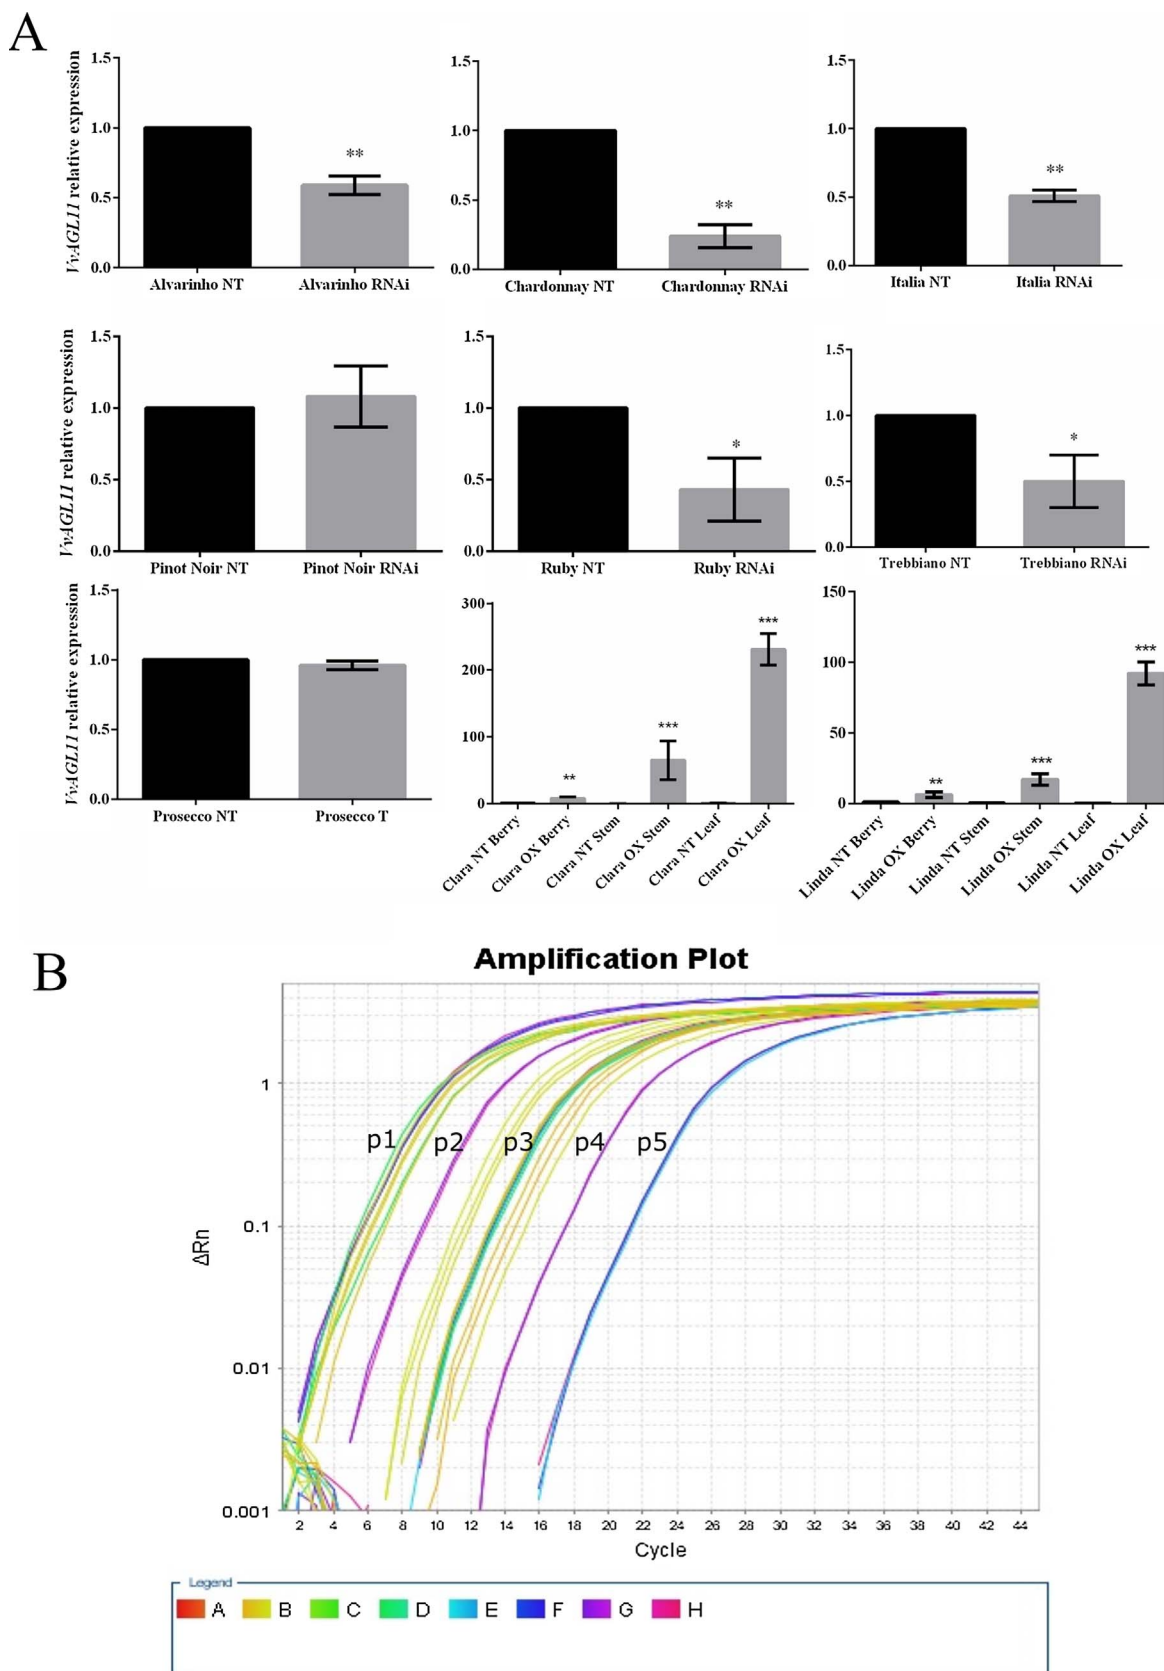 A
VvAGL11 relative expression
1.5
1.0
0.5
0.0
**
Alvarinho NT
Alvarinho RNAi
1.5
1.0
0.5
0.0
**
Chardonnay NT
Chardonnay RNAi
1.5
1.0
0.5
0.0
**
Italia NT
Italia RNAi
VvAGL11 relative expression
1.5
1.0
0.5
0.0
Pinot Noir NT
Pinot Noir RNAi
1.5
1.0
0.5
0.0
*
Ruby NT
Ruby RNAi
1.5
1.0
0.5
0.0
*
Trebbiano NT
Trebbiano RNAi
VvAGL11 relative expression
1.5
1.0
0.5
0.0
Prosecco NT
Prosecco T
300
200
100
0
**
***
***
Clara NT Berry
Clara OX Berry
Clara NT Stem
Clara OX Stem
Clara NT Leaf
Clara OX Leaf
150
100
50
0
**
***
***
Linda NT Berry
Linda OX Berry
Linda NT Stem
Linda OX Stem
Linda NT Leaf
Linda OX Leaf
B
Amplification Plot
ΔRn
1
0.1
0.01
0.001
p1
p2
p3
p4
p5
2 4 6 8 10 12 14 16 18 20 22 24 26 28 30 32 34 36 38 40 42 44
Cycle
Legend
A B C D E F G H